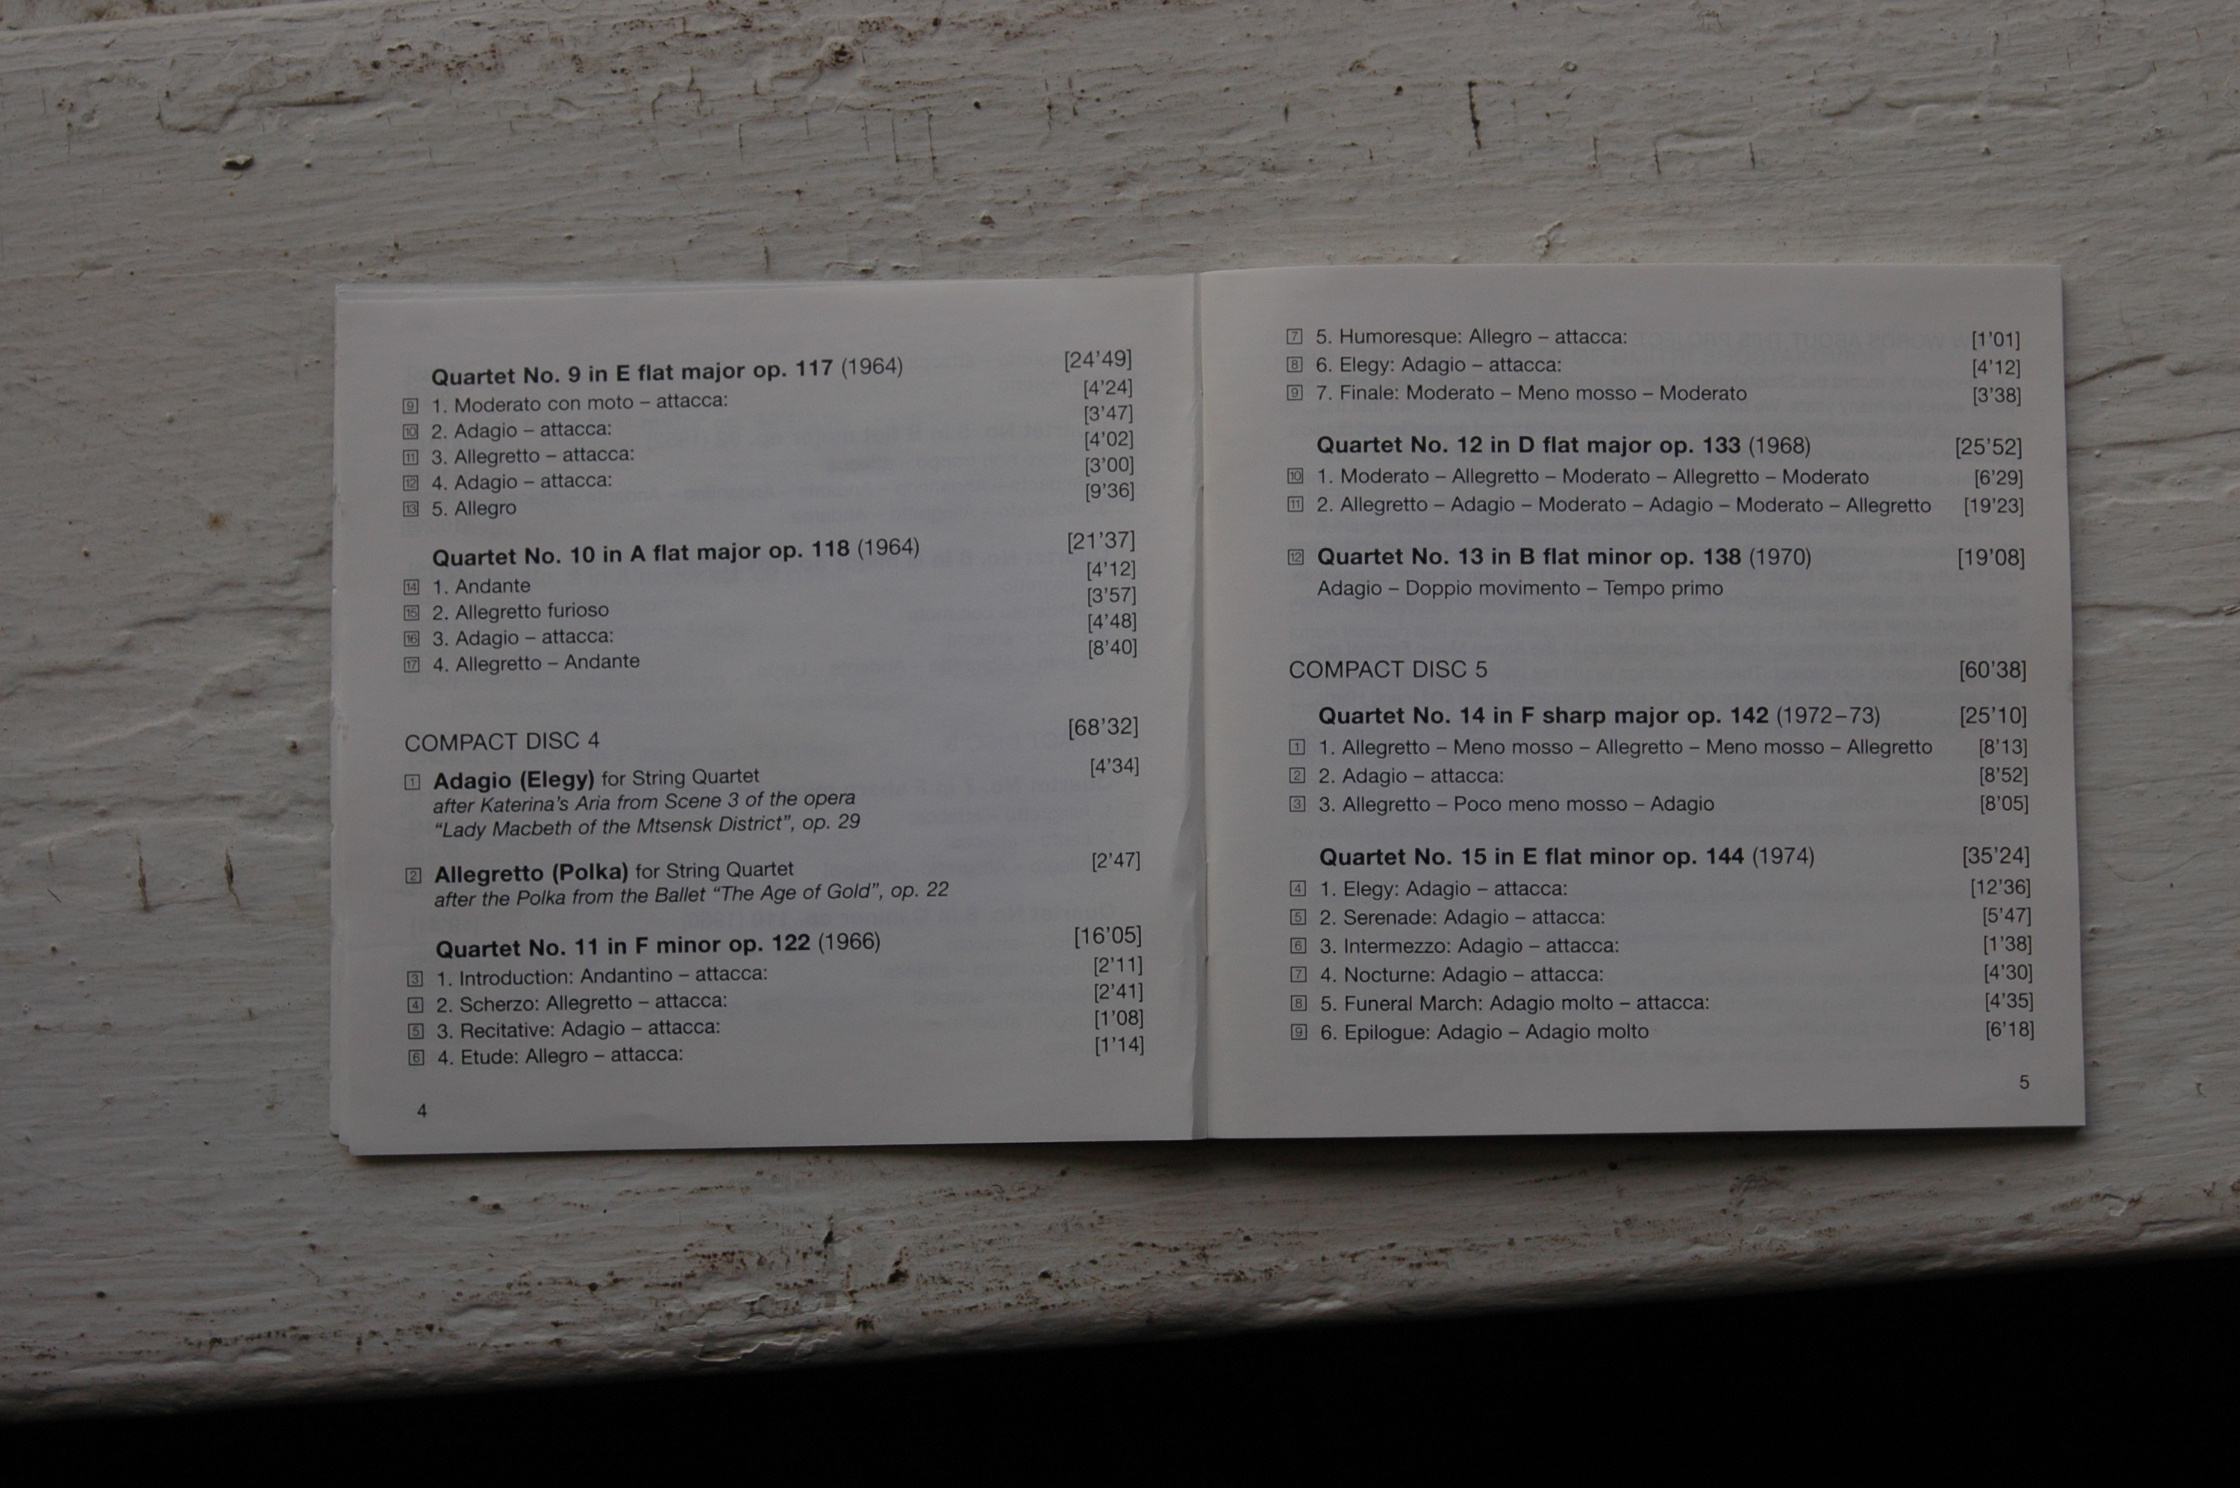 Quartet No. 9 in E flat major op. 117 (1964) [24'49]
9 1. Moderato con moto – attacca: [4'24]
10 2. Adagio – attacca: [3'47]
11 3. Allegretto – attacca: [4'02]
12 4. Adagio – attacca: [3'00]
13 5. Allegro [9'36]
Quartet No. 10 in A flat major op. 118 (1964) [21'37]
14 1. Andante [4'12]
15 2. Allegretto furioso [3'57]
16 3. Adagio – attacca: [4'48]
17 4. Allegretto – Andante [8'40]
COMPACT DISC 4 [68'32]
1 Adagio (Elegy) for String Quartet [4'34]
after Katerina's Aria from Scene 3 of the opera
"Lady Macbeth of the Mtsensk District", op. 29
2 Allegretto (Polka) for String Quartet [2'47]
after the Polka from the Ballet "The Age of Gold", op. 22
Quartet No. 11 in F minor op. 122 (1966) [16'05]
3 1. Introduction: Andantino – attacca: [2'11]
4 2. Scherzo: Allegretto – attacca: [2'41]
5 3. Recitative: Adagio – attacca: [1'08]
6 4. Etude: Allegro – attacca: [1'14]
4
7 5. Humoresque: Allegro – attacca: [1'01]
8 6. Elegy: Adagio – attacca: [4'12]
9 7. Finale: Moderato – Meno mosso – Moderato [3'38]
Quartet No. 12 in D flat major op. 133 (1968) [25'52]
10 1. Moderato – Allegretto – Moderato – Allegretto – Moderato [6'29]
11 2. Allegretto – Adagio – Moderato – Adagio – Moderato – Allegretto [19'23]
12 Quartet No. 13 in B flat minor op. 138 (1970) [19'08]
Adagio – Doppio movimento – Tempo primo
COMPACT DISC 5 [60'38]
Quartet No. 14 in F sharp major op. 142 (1972–73) [25'10]
1 1. Allegretto – Meno mosso – Allegretto – Meno mosso – Allegretto [8'13]
2 2. Adagio – attacca: [8'52]
3 3. Allegretto – Poco meno mosso – Adagio [8'05]
Quartet No. 15 in E flat minor op. 144 (1974) [35'24]
4 1. Elegy: Adagio – attacca: [12'36]
5 2. Serenade: Adagio – attacca: [5'47]
6 3. Intermezzo: Adagio – attacca: [1'38]
7 4. Nocturne: Adagio – attacca: [4'30]
8 5. Funeral March: Adagio molto – attacca: [4'35]
9 6. Epilogue: Adagio – Adagio molto [6'18]
5